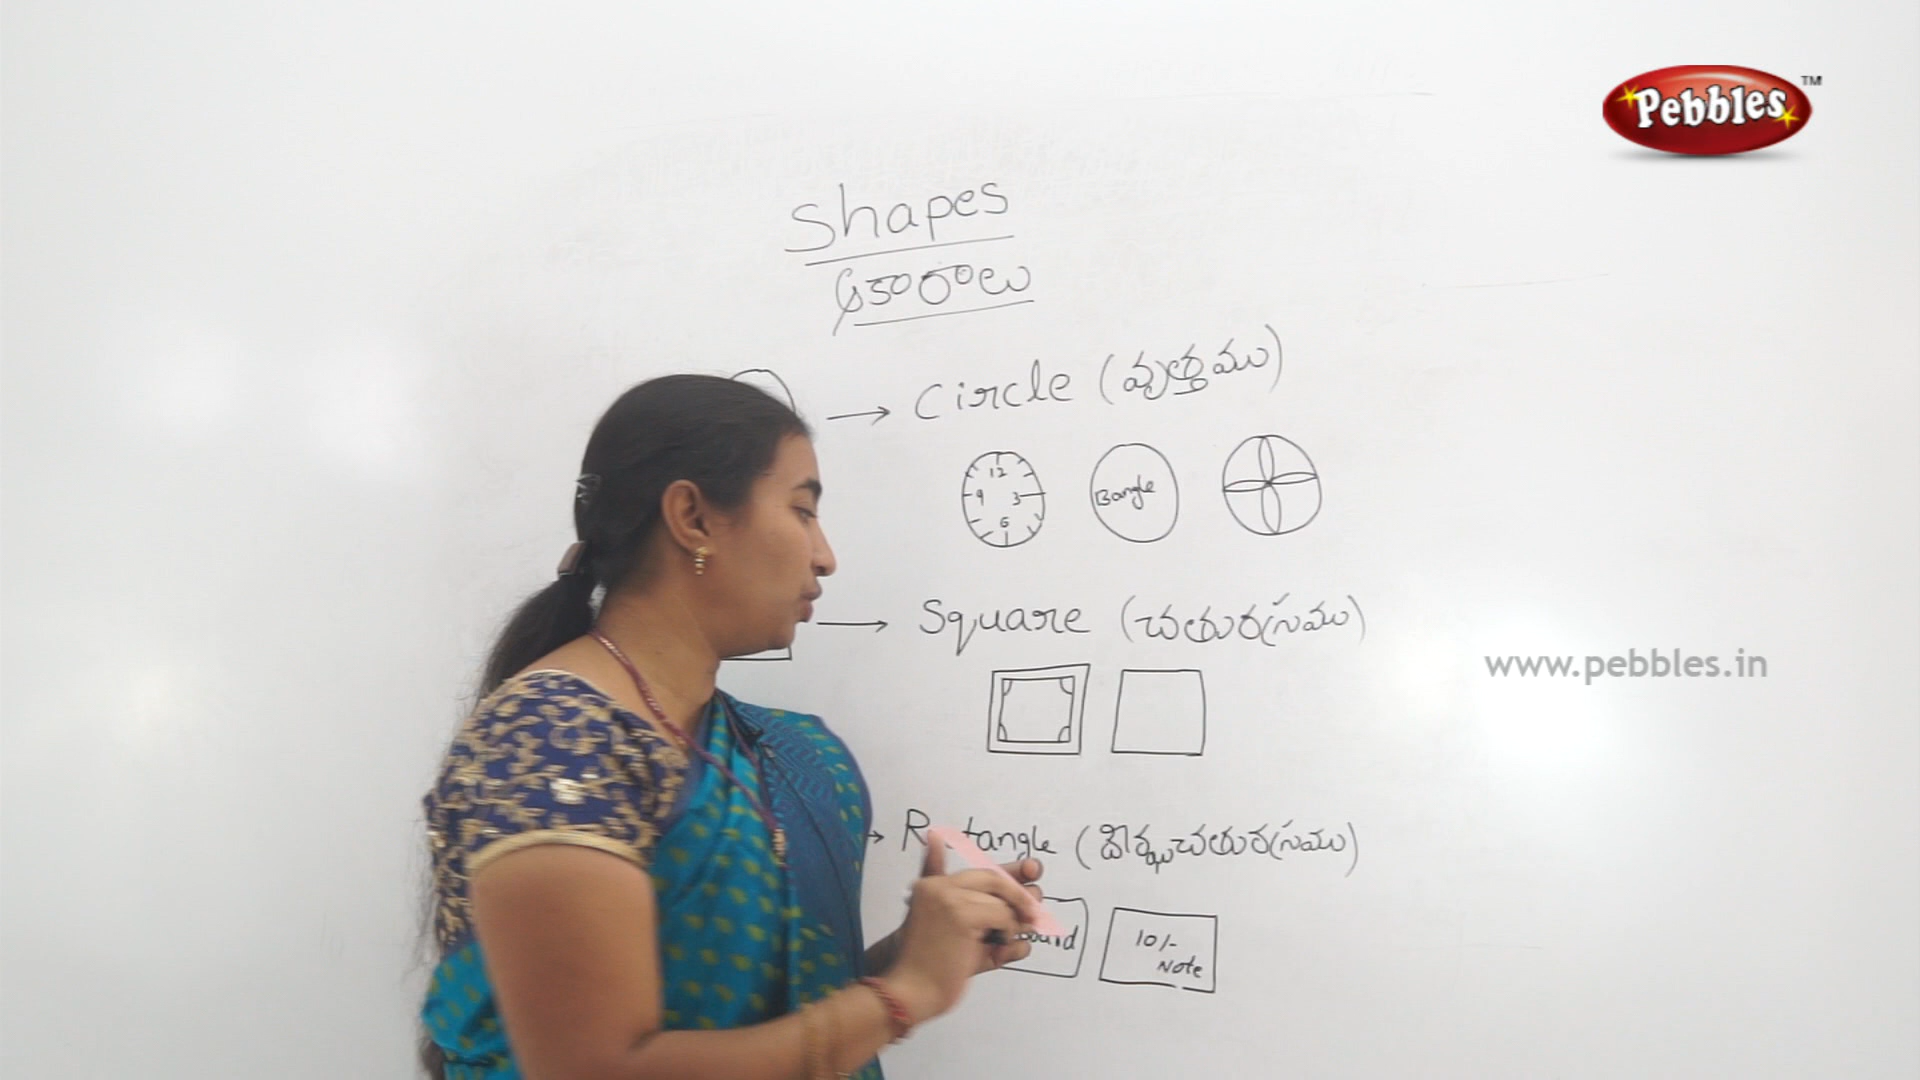 Pebbles TM
Shapes
ఆకారాలు
Circle (వృత్తము)
12
9 3
6
Bangle
Square (చతురస్రము)
www.pebbles.in
(దీర్ఘచతురస్రము)
10/-
Note